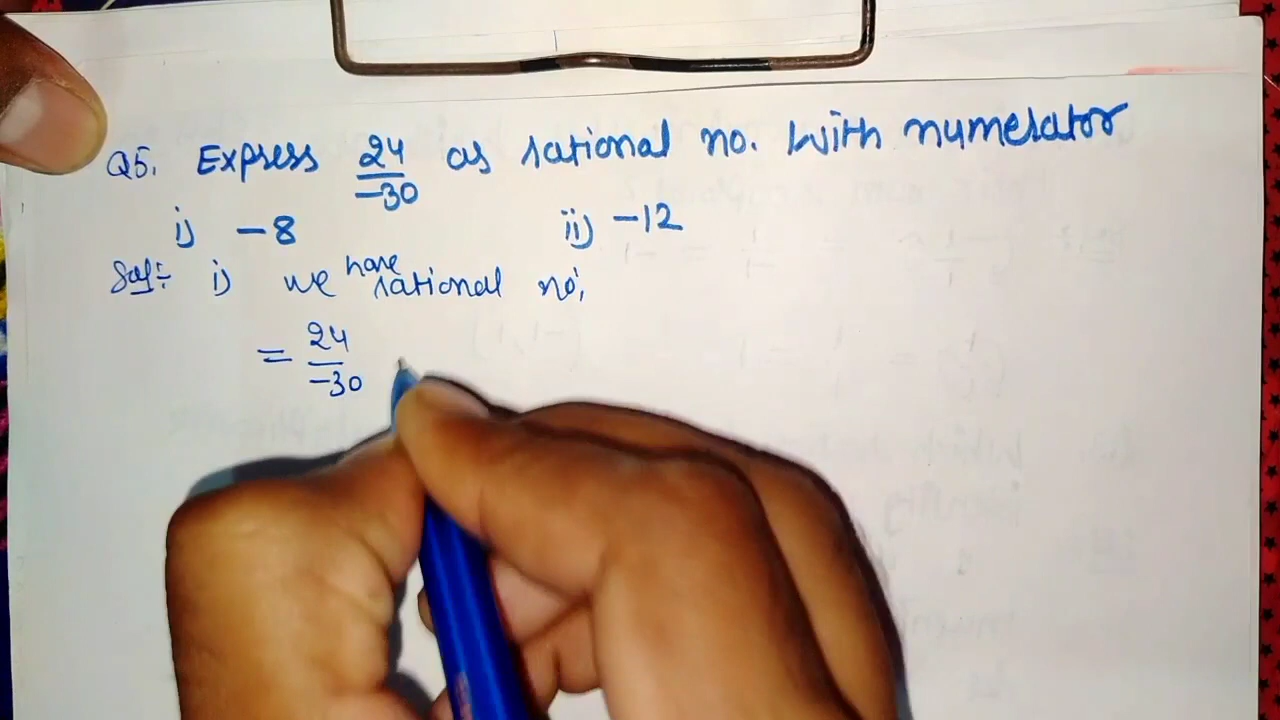 Q5. Express 24/-30 as rational no. With numerator
i) -8 ii) -12
Sol:- i) we have rational no;
= 24/-30